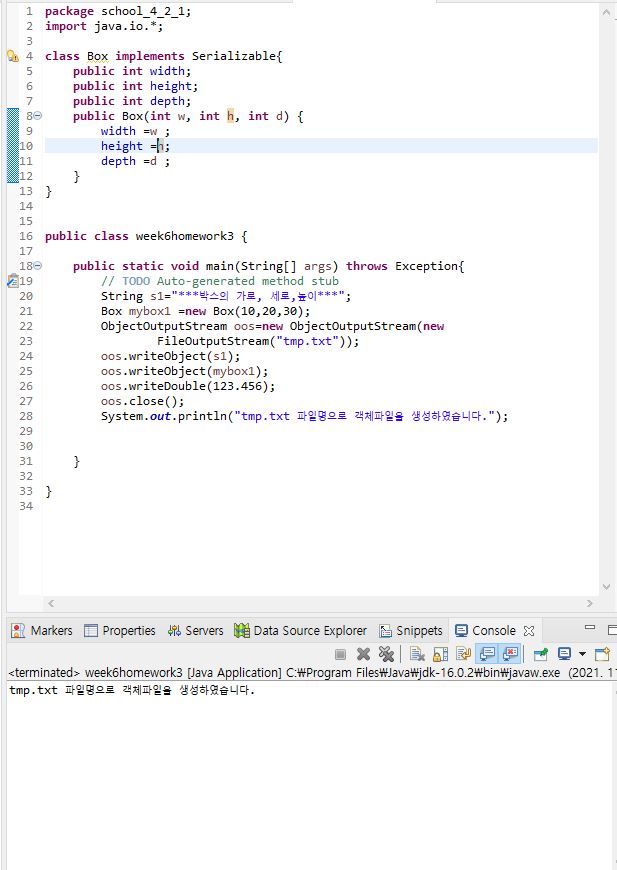 1 package school_4_2_1;
2 import java.io.*;
3
4 class Box implements Serializable{
5     public int width;
6     public int height;
7     public int depth;
8     public Box(int w, int h, int d) {
9         width =w ;
10         height =h;
11         depth =d ;
12     }
13 }
14
15
16 public class week6homework3 {
17
18     public static void main(String[] args) throws Exception{
19         // TODO Auto-generated method stub
20         String s1="***박스의 가로, 세로,높이***";
21         Box mybox1 =new Box(10,20,30);
22         ObjectOutputStream oos=new ObjectOutputStream(new
23                 FileOutputStream("tmp.txt"));
24         oos.writeObject(s1);
25         oos.writeObject(mybox1);
26         oos.writeDouble(123.456);
27         oos.close();
28         System.out.println("tmp.txt 파일명으로 객체파일을 생성하였습니다.");
29
30
31     }
32
33 }
34
Markers Properties Servers Data Source Explorer Snippets Console
<terminated> week6homework3 [Java Application] C:₩Program Files₩Java₩jdk-16.0.2₩bin₩javaw.exe (2021. 11
tmp.txt 파일명으로 객체파일을 생성하였습니다.